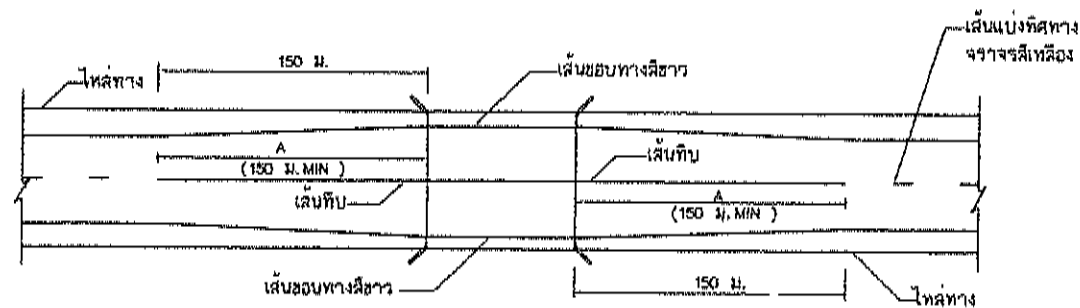 เส้นแบ่งทิศทาง
จราจรสีเหลือง
150 ม.
เส้นขอบทางสีขาว
ไหล่ทาง
A
(150 ม. MIN )
เส้นทึบ
เส้นทึบ
A
(150 ม. MIN )
เส้นขอบทางสีขาว
150 ม.
ไหล่ทาง